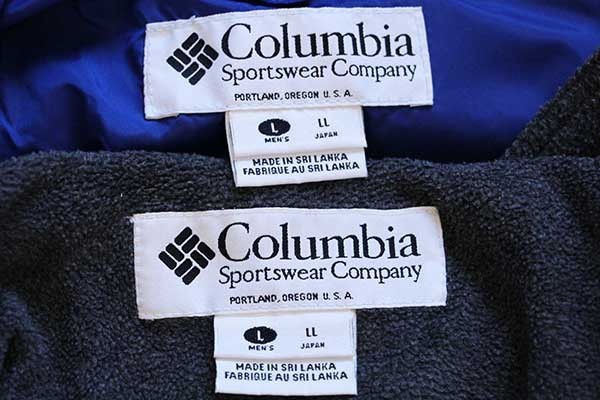 Columbia
Sportswear Company
PORTLAND, OREGON U. S. A.
L LL
MEN'S JAPAN
MADE IN SRI LANKA
FABRIQUE AU SRI LANKA
Columbia
Sportswear Company
PORTLAND, OREGON U. S. A.
L LL
MEN'S JAPAN
MADE IN SRI LANKA
FABRIQUE AU SRI LANKA